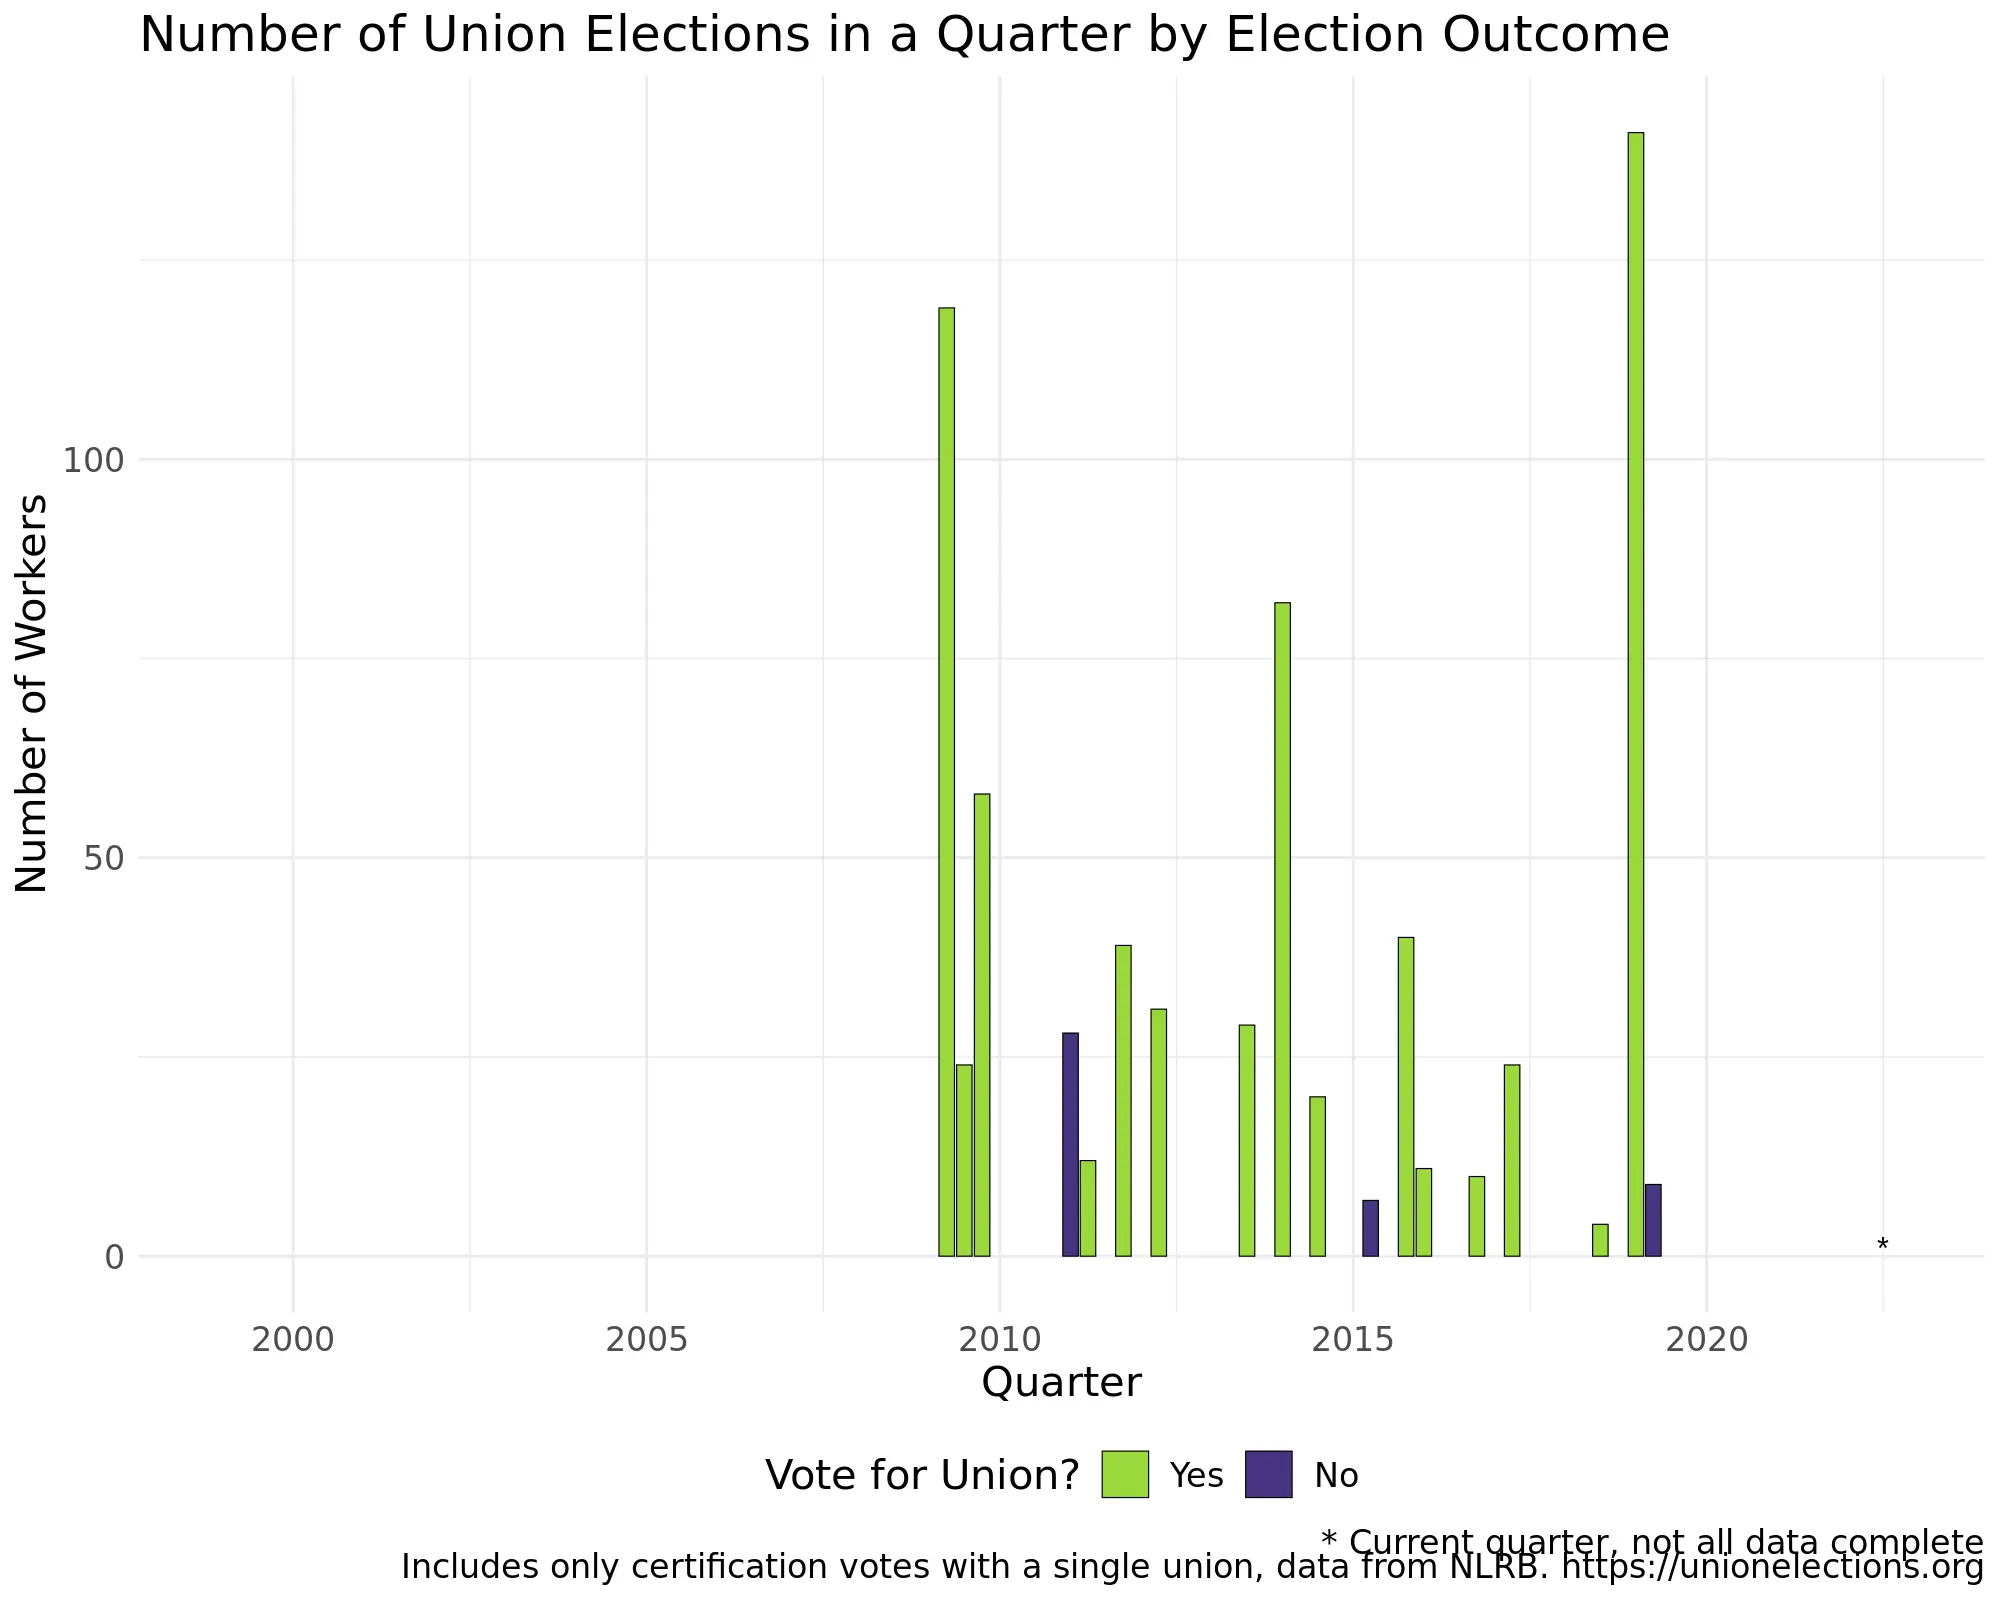 Number of Union Elections in a Quarter by Election Outcome
Number of Workers
100
50
0
*
2000 2005 2010 2015 2020
Quarter
Vote for Union? Yes No
* Current quarter, not all data complete
Includes only certification votes with a single union, data from NLRB. https://unionelections.org